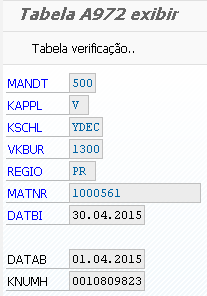 Tabela A972 exibir
Tabela verificação..
MANDT 500
KAPPL V
KSCHL YDEC
VKBUR 1300
REGIO PR
MATNR 1000561
DATBI 30.04.2015
DATAB 01.04.2015
KNUMH 0010809823